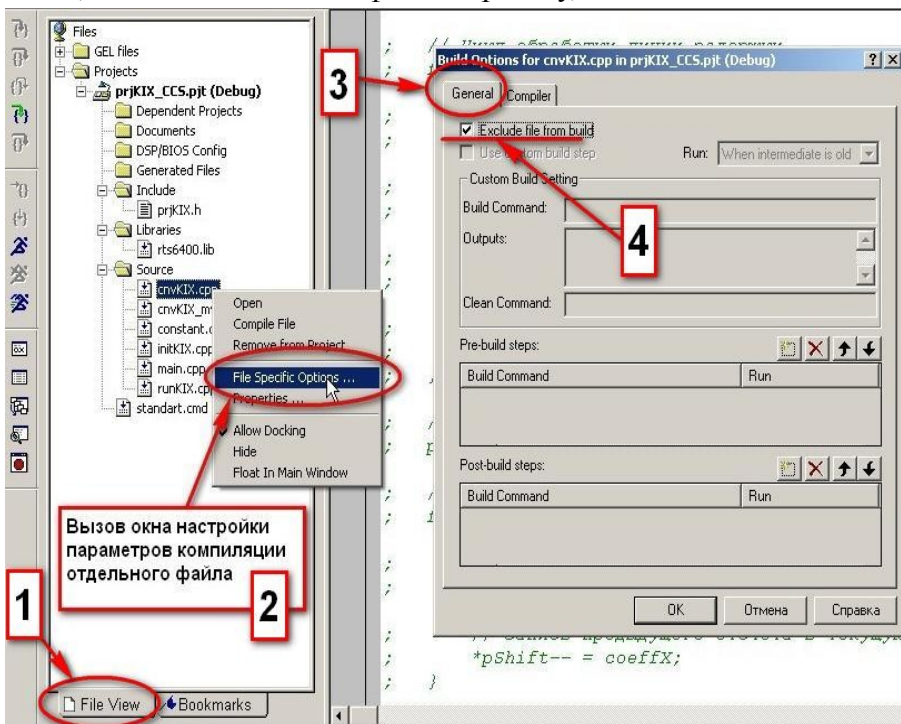 Files
GEL files
Projects
prjKIX_CCS.pjt (Debug)
Dependent Projects
Documents
DSP/BIOS Config
Generated Files
Include
prjKIX.h
Libraries
rts6400.lib
Source
cnvKIX.cpp
cnvKIX_m
constant.
initKIX.cpp
main.cpp
runKIX.cp
standart.cmd
Open
Compile File
Remove from Project
File Specific Options ...
Properties ...
Allow Docking
Hide
Float In Main Window
Вызов окна настройки
параметров компиляции
отдельного файла
1
2
3
4
File View
Bookmarks
Build Options for cnvKIX.cpp in prjKIX_CCS.pjt (Debug)
General
Compiler
Exclude file from build
Use custom build step
Run:
When intermediate is old
Custom Build Setting
Build Command:
Outputs:
Clean Command:
Pre-build steps:
Build Command
Run
Post-build steps:
Build Command
Run
OK
Отмена
Справка
*pShift-- = coeffX;
; }